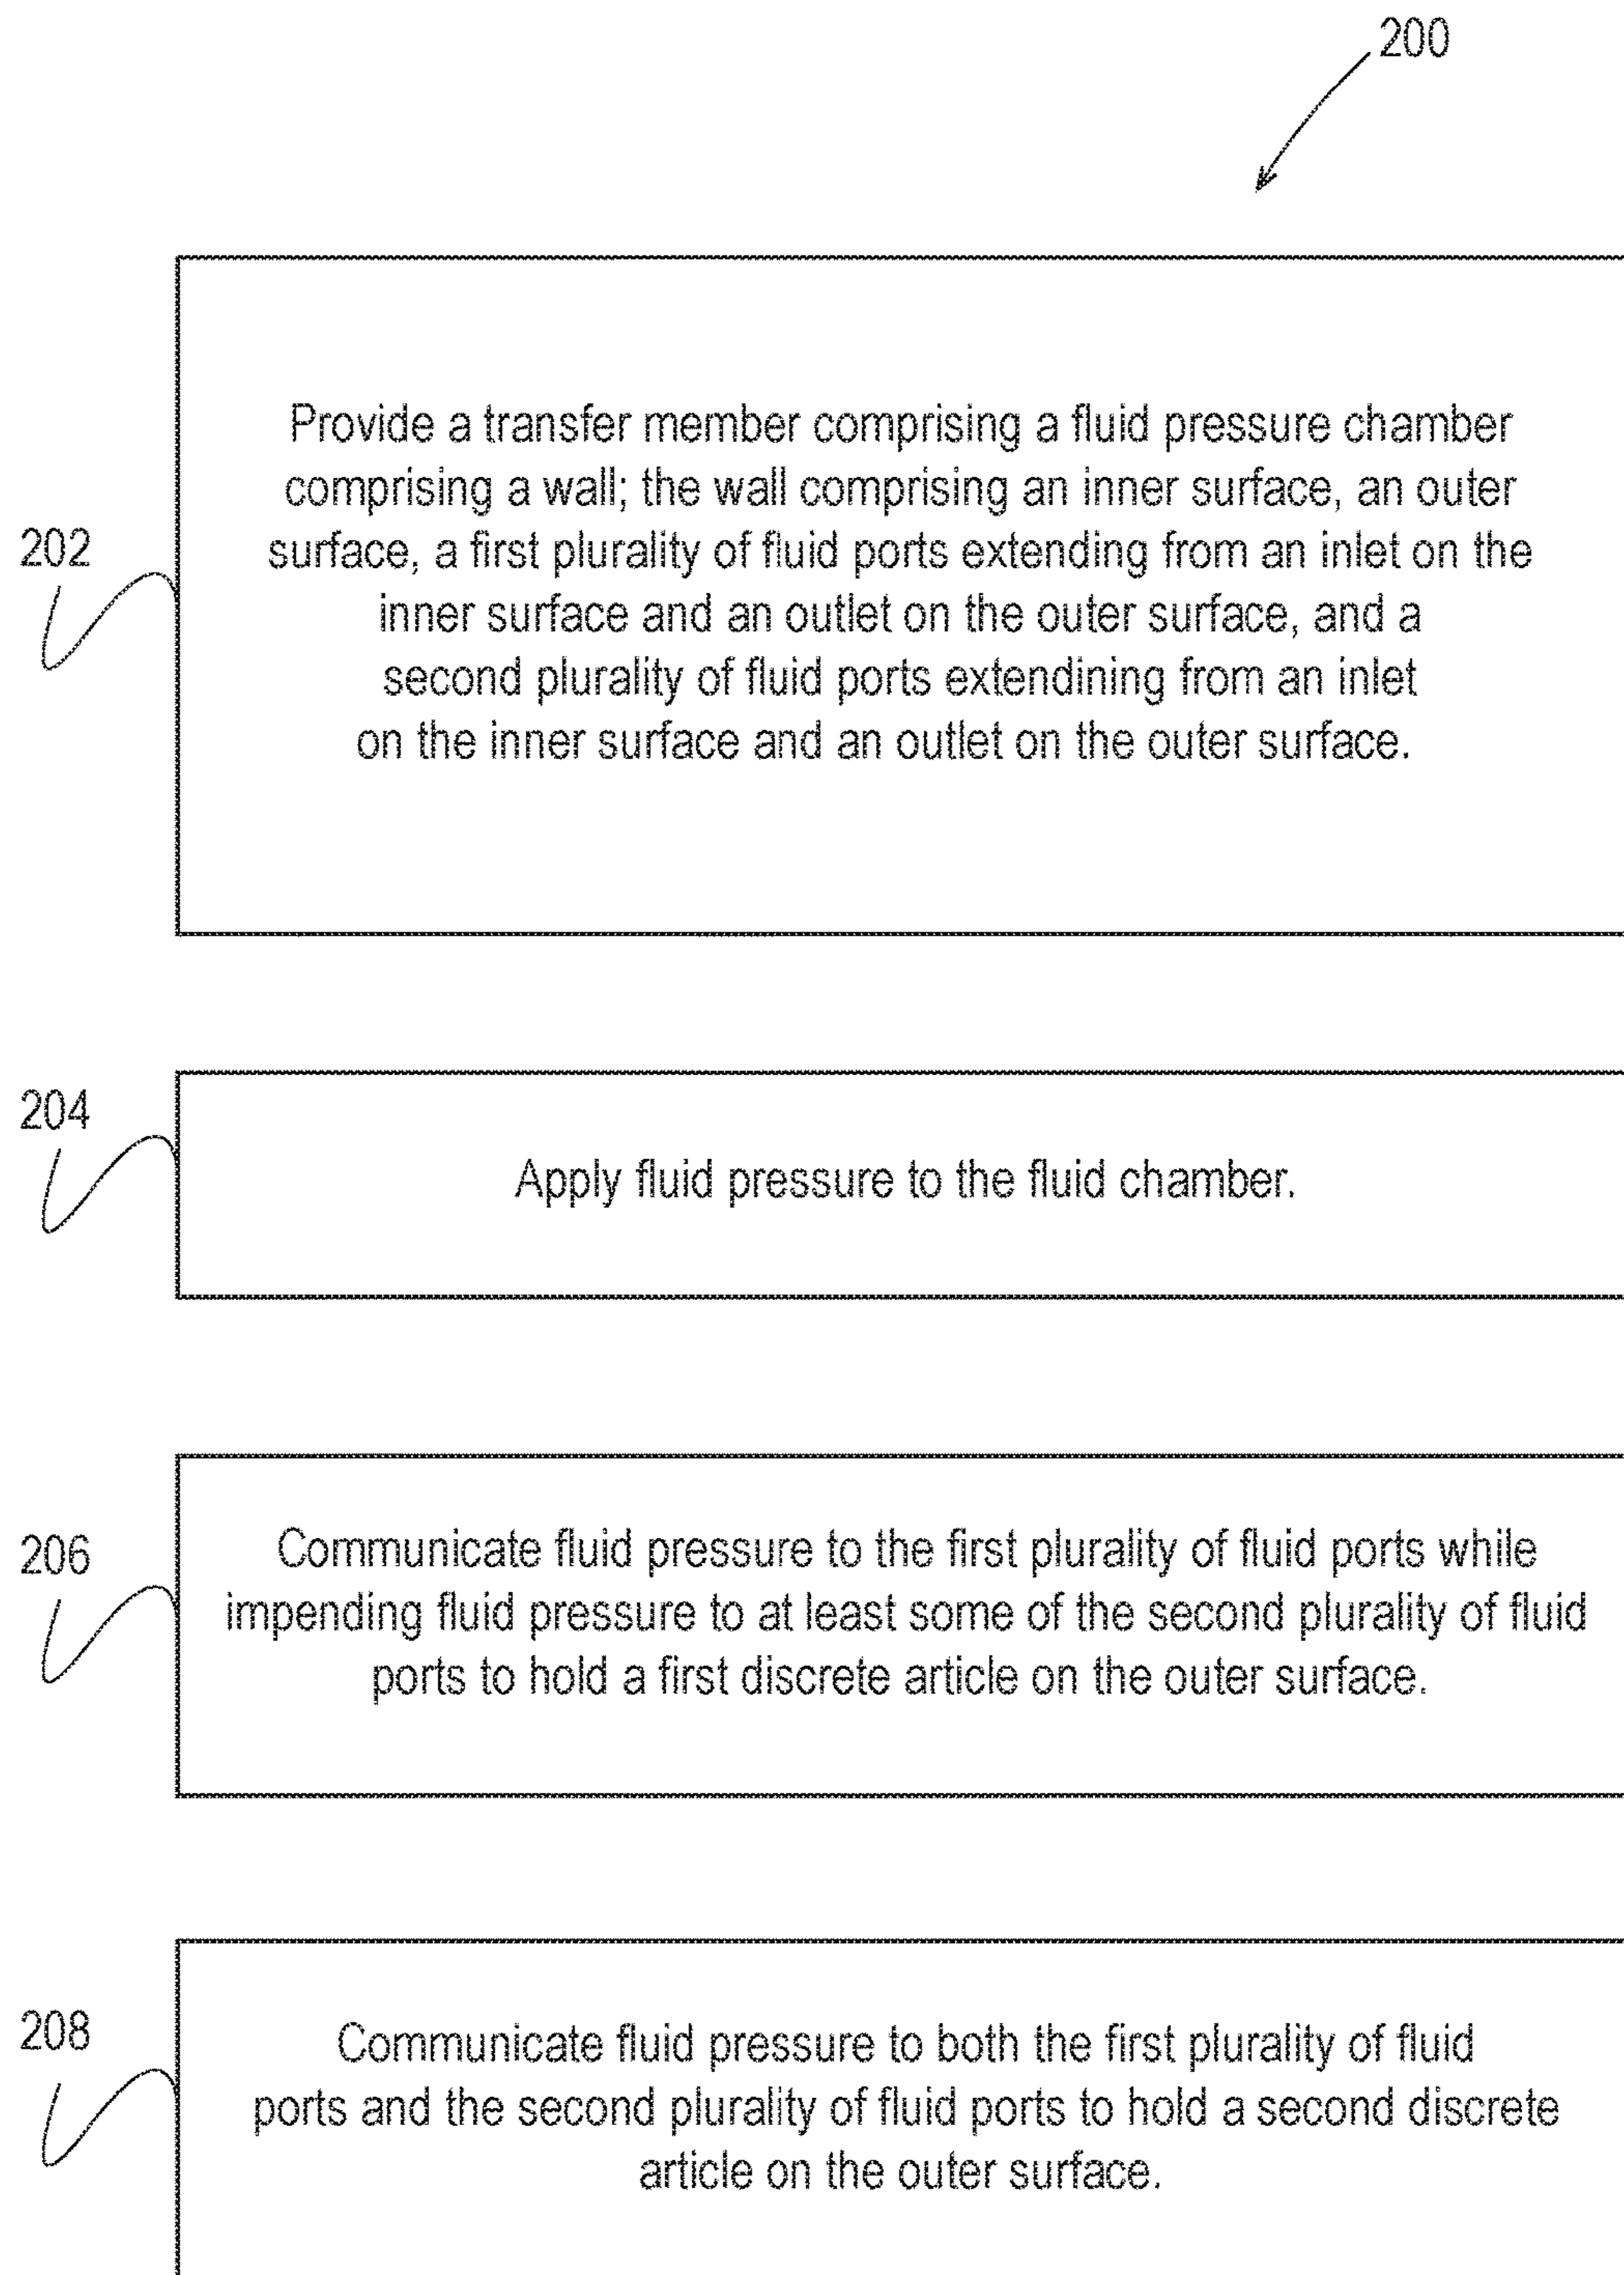 200
202
Provide a transfer member comprising a fluid pressure chamber
comprising a wall; the wall comprising an inner surface, an outer
surface, a first plurality of fluid ports extending from an inlet on the
inner surface and an outlet on the outer surface, and a
second plurality of fluid ports extendining from an inlet
on the inner surface and an outlet on the outer surface.
204
Apply fluid pressure to the fluid chamber.
206
Communicate fluid pressure to the first plurality of fluid ports while
impending fluid pressure to at least some of the second plurality of fluid
ports to hold a first discrete article on the outer surface.
208
Communicate fluid pressure to both the first plurality of fluid
ports and the second plurality of fluid ports to hold a second discrete
article on the outer surface.